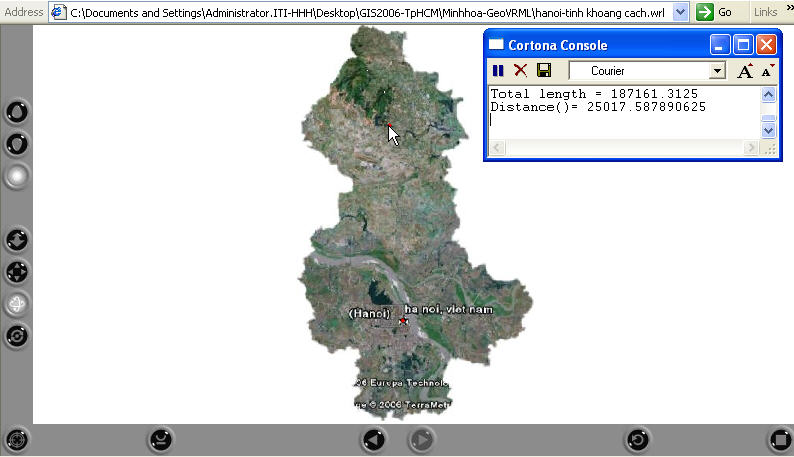 Address C:\Documents and Settings\Administrator.ITI-HHH\Desktop\GIS2006-TpHCM\Minhhoa-GeoVRML\hanoi-tinh khoang cach.wrl Go Links »
Cortona Console
Courier A A
Total length = 187161.3125
Distance()= 25017.587890625
ha noi, viet nam
(Hanoi)
06 Europa Technolo
© 2006 TerraMet